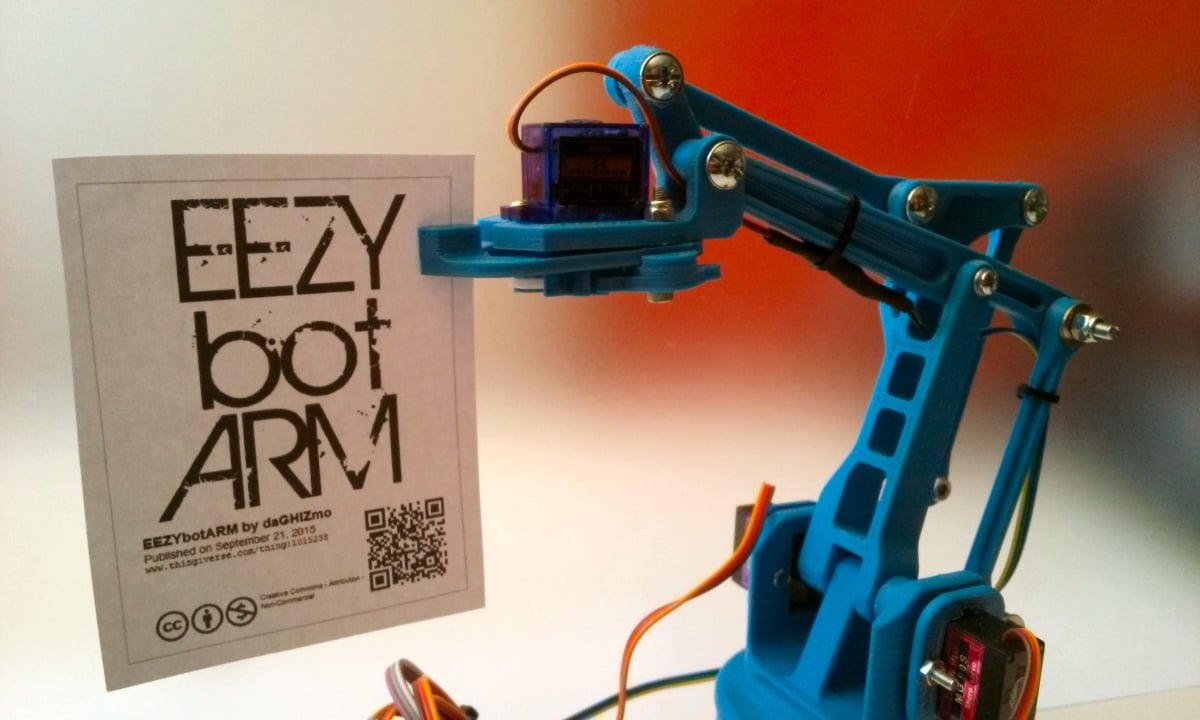 EEZY
bot
ARM
EEZYbotARM by daGHIZmo
Published on September 21, 2015
www.thingiverse.com/thing:1015238
Creative Commons - Attribution -
Non-Commercial
cc